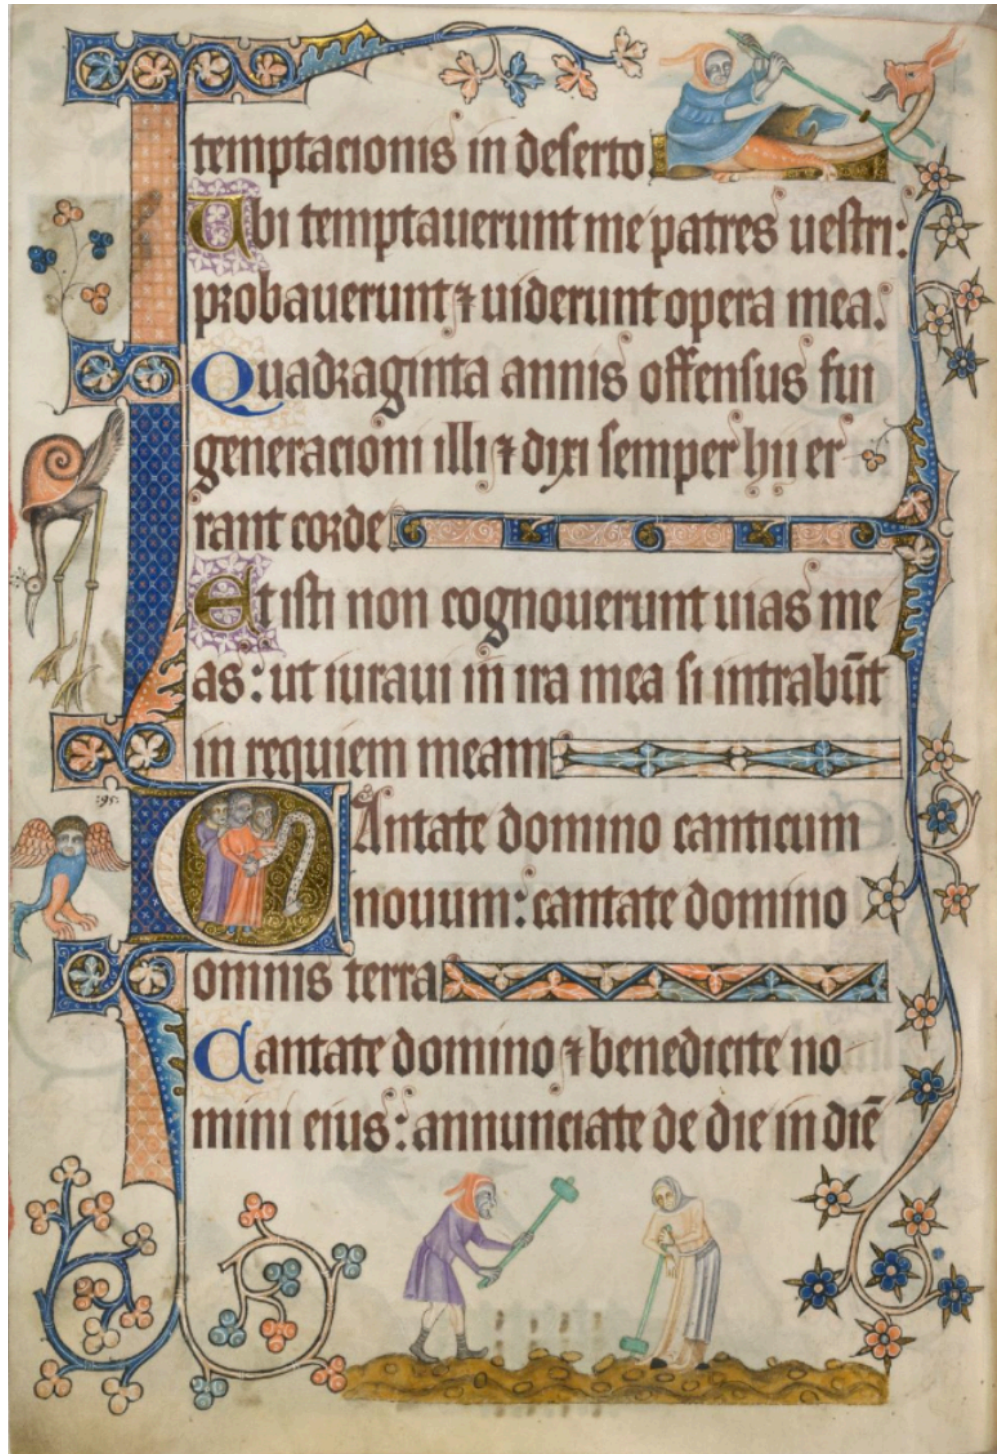 temptacionis in deserto
Ubi temptauerunt me patres uestri:
probauerunt ⁊ uiderunt opera mea.
Quadraginta annis offensus fui
generacioni illi ⁊ dixi semper hii er
rant corde
Et isti non cognouerunt uias me
as: ut iuraui in ira mea si intrabūt
in requiem meam
:95:
Cantate domino canticum
nouum: cantate domino
omnis terra
Cantate domino ⁊ benedicite no
mini eius: annunciate de die in diē